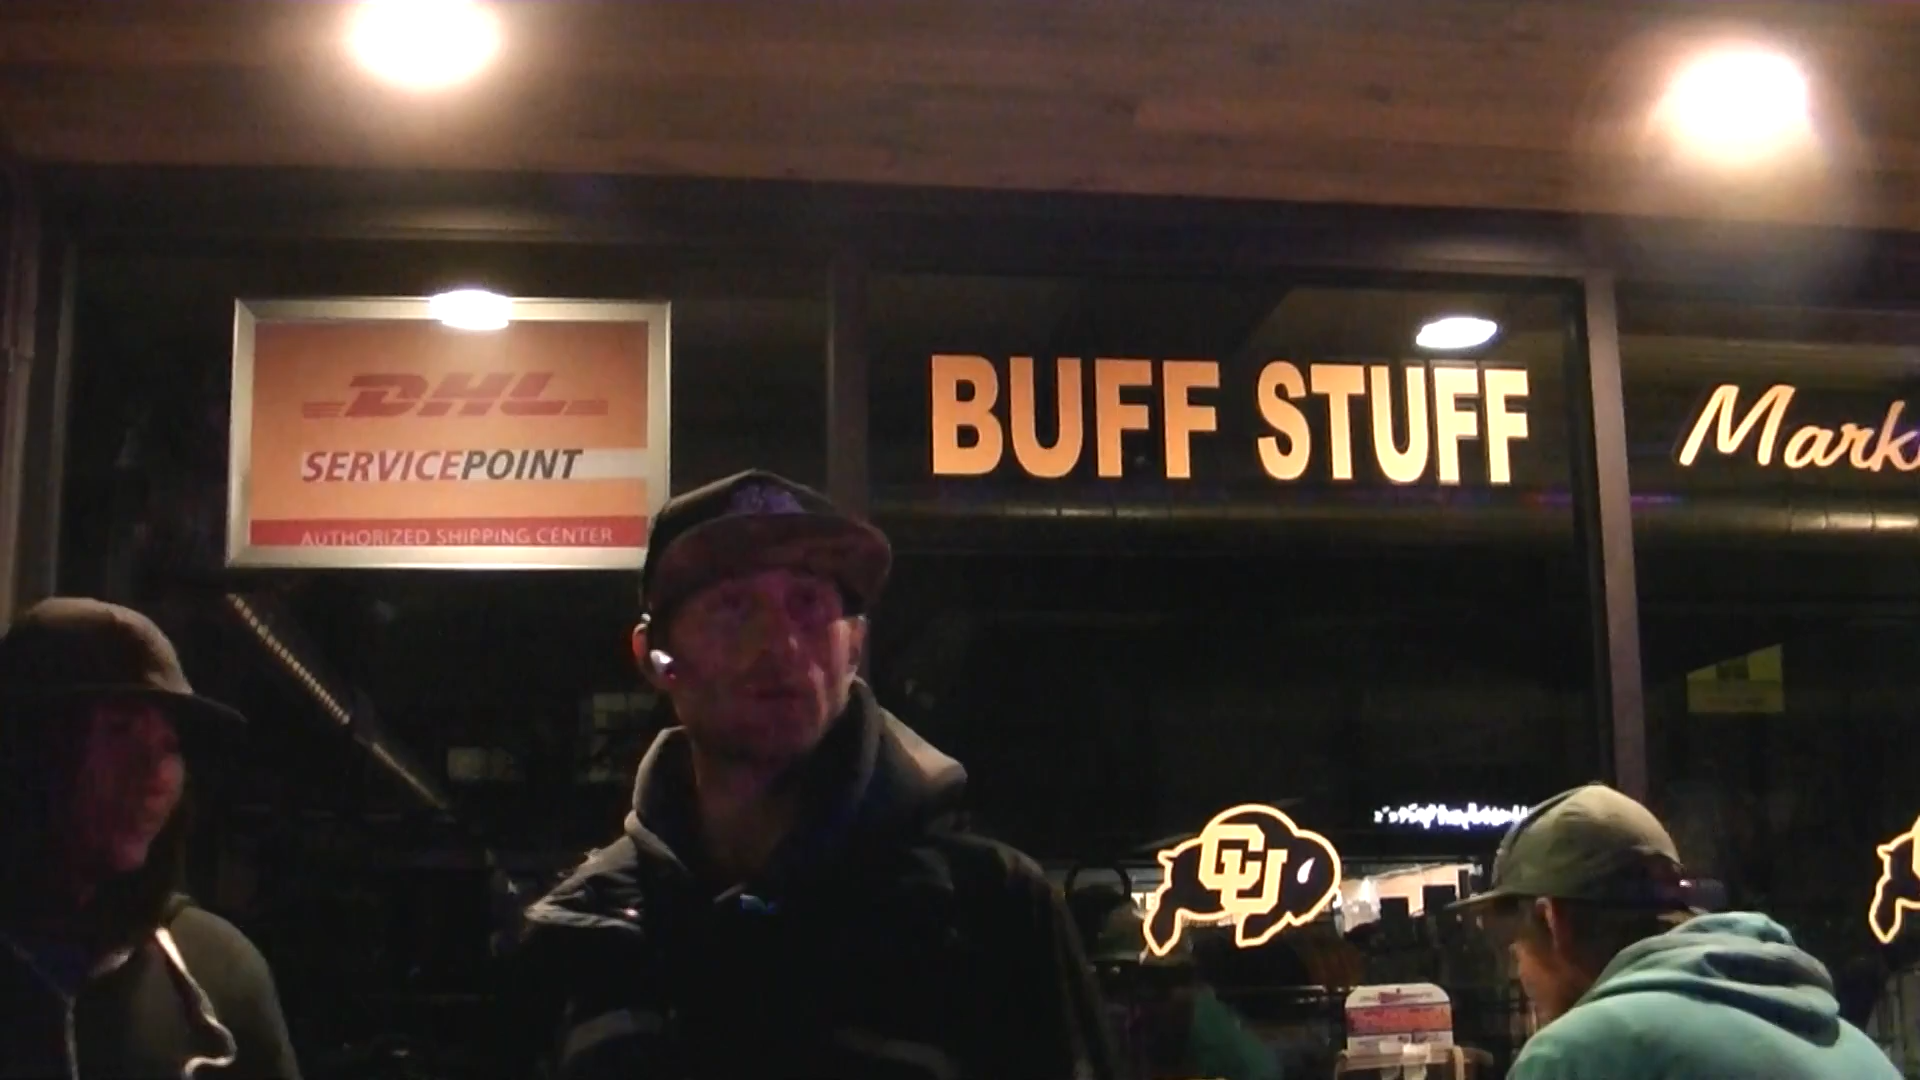 DHL
SERVICEPOINT
AUTHORIZED SHIPPING CENTER
BUFF STUFF
Mark
CU